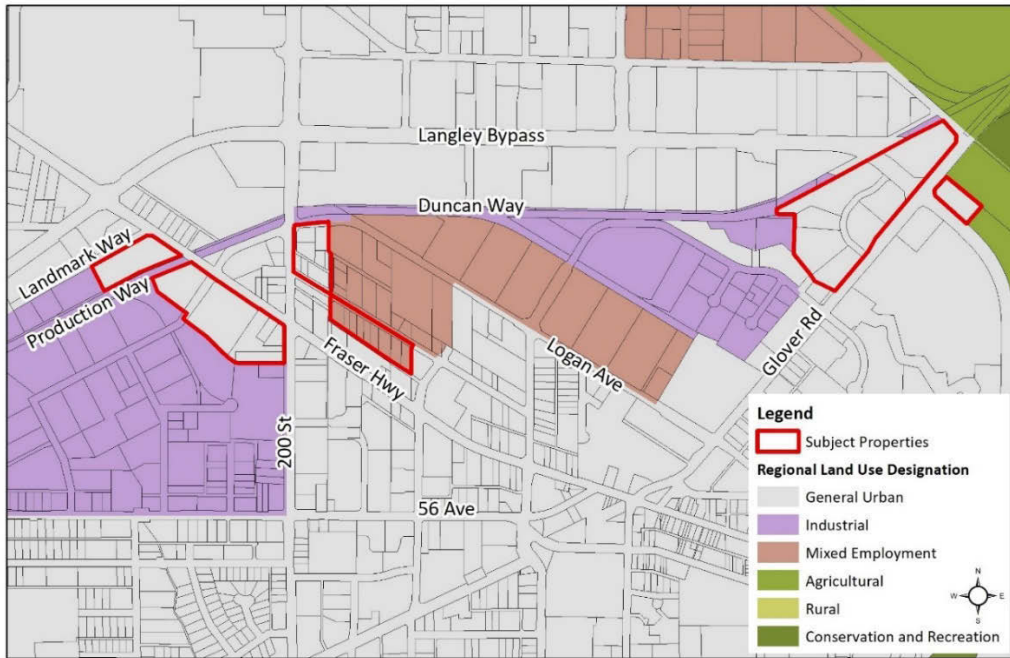 Langley Bypass
Duncan Way
Landmark Way
Production Way
Fraser Hwy
Logan Ave
Glover Rd
200 St
56 Ave
Legend
Subject Properties
Regional Land Use Designation
General Urban
Industrial
Mixed Employment
Agricultural
Rural
Conservation and Recreation
N
W E
S